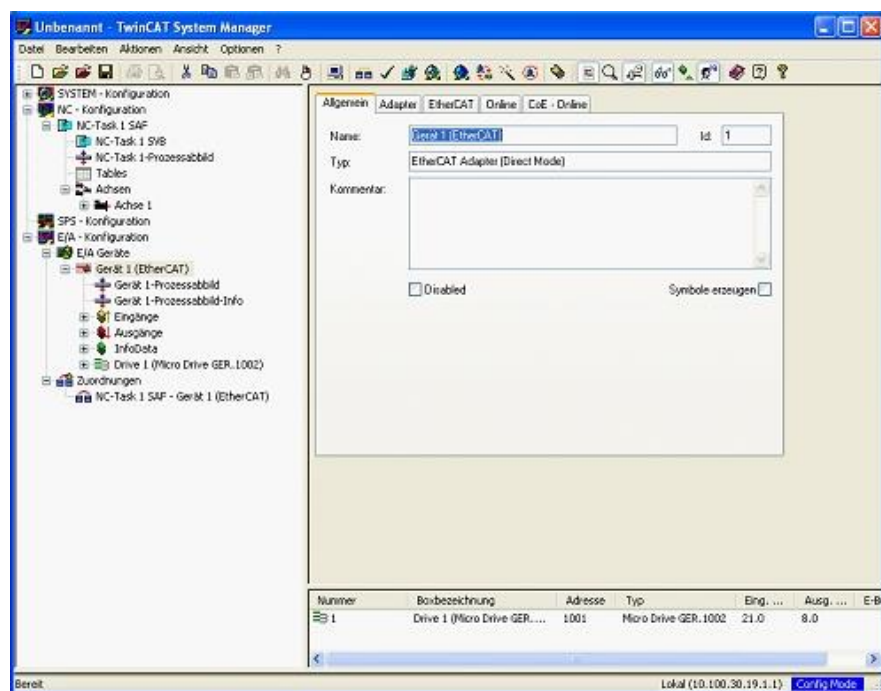 Unbenannt - TwinCAT System Manager
Datei Bearbeiten Aktionen Ansicht Optionen ?
SYSTEM - Konfiguration
NC - Konfiguration
NC-Task 1 SAF
NC-Task 1 SVB
NC-Task 1-Prozessabbild
Tables
Achsen
Achse 1
SPS - Konfiguration
E/A - Konfiguration
E/A Geräte
Gerät 1 (EtherCAT)
Gerät 1-Prozessabbild
Gerät 1-Prozessabbild-Info
Eingänge
Ausgänge
InfoData
Drive 1 (Micro Drive GER..1002)
Zuordnungen
NC-Task 1 SAF - Gerät 1 (EtherCAT)
Allgemein Adapter EtherCAT Online CoE - Online
Name: Gerät 1 (EtherCAT) Id: 1
Typ: EtherCAT Adapter (Direct Mode)
Kommentar:
Disabled Symbole erzeugen
Nummer Boxbezeichnung Adresse Typ Eing. ... Ausg. ... E-B
1 Drive 1 (Micro Drive GER.... 1001 Micro Drive GER.1002 21.0 8.0
Bereit Lokal (10.100.30.19.1.1) Config Mode